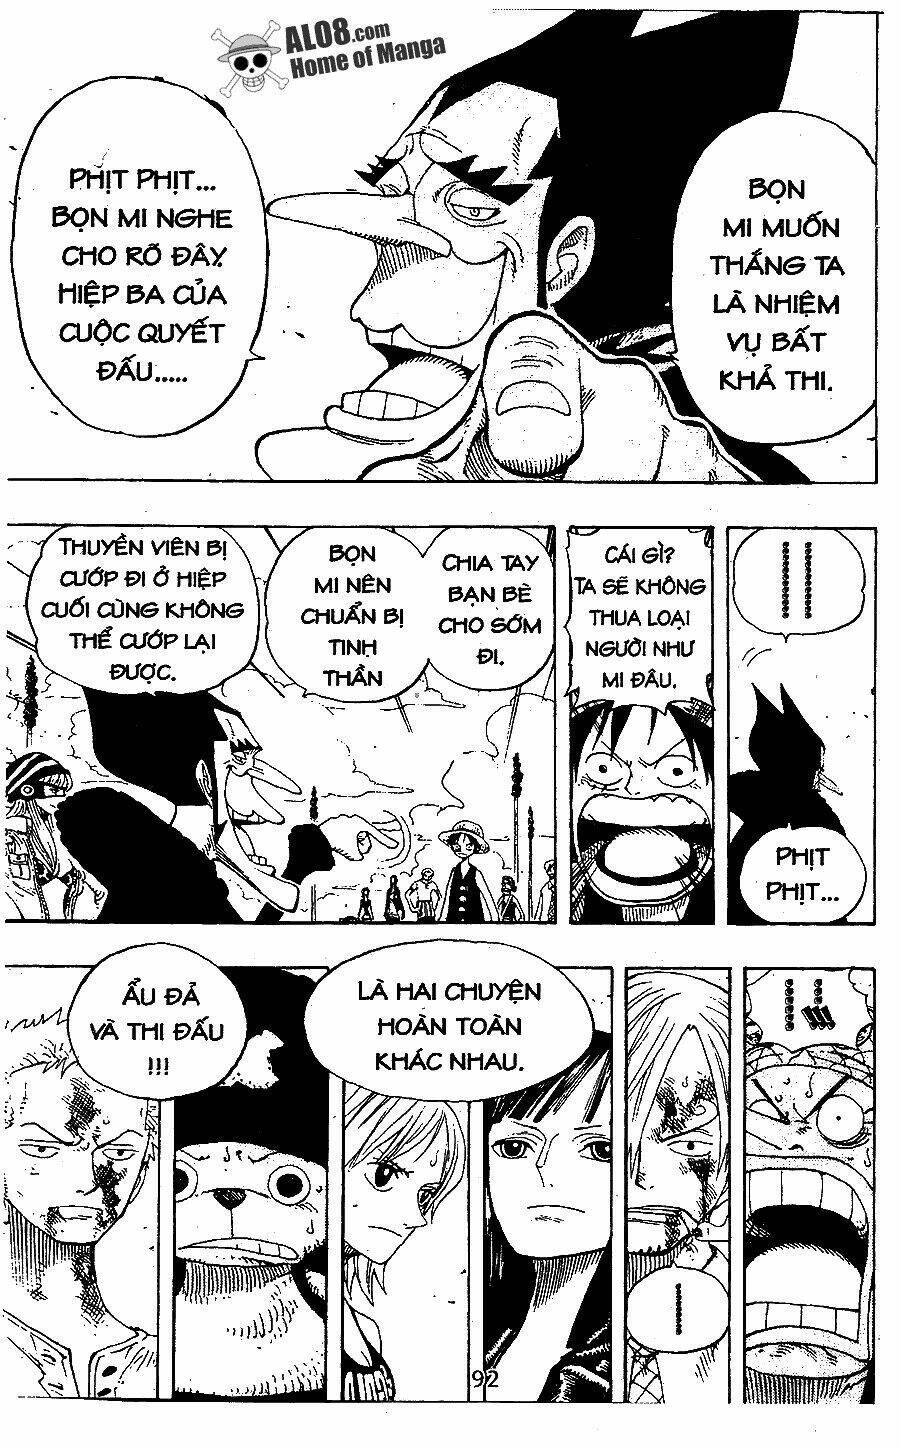 AL08.com
Home of Manga
BỌN
MI MUỐN
THẮNG TA
LÀ NHIỆM
VỤ BẤT
KHẢ THI.
PHỊT PHỊT...
BỌN MI NGHE
CHO RÕ ĐÂY.
HIỆP BA CỦA
CUỘC QUYẾT
ĐẤU.....
PHỊT
PHỊT...
CÁI GÌ?
TA SẼ KHÔNG
THUA LOẠI
NGƯỜI NHƯ
MI ĐÂU.
CHIA TAY
BẠN BÈ
CHO SỚM
ĐI.
BỌN
MI NÊN
CHUẨN BỊ
TINH
THẦN
THUYỀN VIÊN BỊ
CƯỚP ĐI Ở HIỆP
CUỐI CÙNG KHÔNG
THỂ CƯỚP LẠI
ĐƯỢC.
!!!
LÀ HAI CHUYỆN
HOÀN TOÀN
KHÁC NHAU.
ẨU ĐẢ
VÀ THI ĐẤU
!!!
92